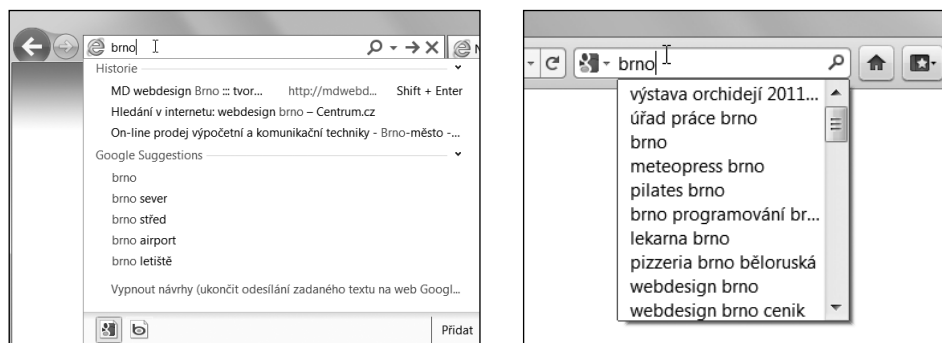 brno
Historie
MD webdesign Brno ::: tvor... http://mdwebd... Shift + Enter
Hledání v internetu: webdesign brno – Centrum.cz
On-line prodej výpočetní a komunikační techniky - Brno-město -...
Google Suggestions
brno
brno sever
brno střed
brno airport
brno letiště
Vypnout návrhy (ukončit odesílání zadaného textu na web Googl...
Přidat
brno
výstava orchidejí 2011...
úřad práce brno
brno
meteopress brno
pilates brno
brno programování br...
lekarna brno
pizzeria brno běloruská
webdesign brno
webdesign brno cenik